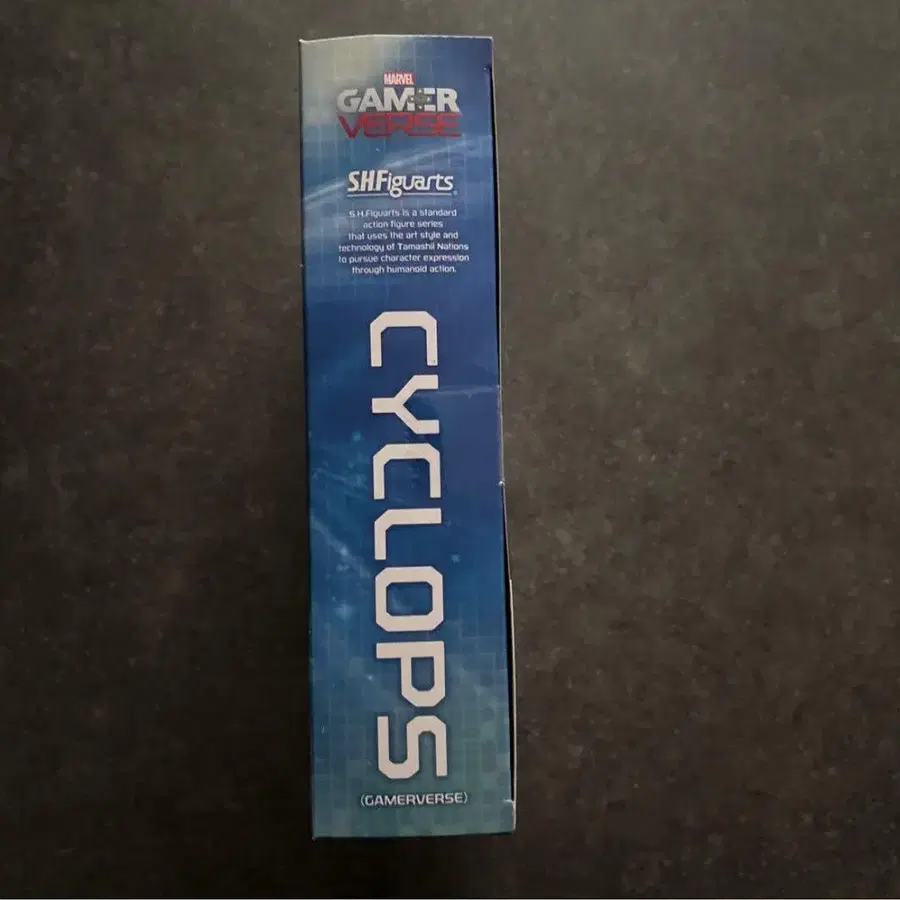 MARVEL
GAMER
VERSE
S.H.Figuarts
S.H.Figuarts is a standard
action figure series
that uses the art style and
technology of Tamashii Nations
to pursue character expression
through humanoid action.
CYCLOPS
(GAMERVERSE)